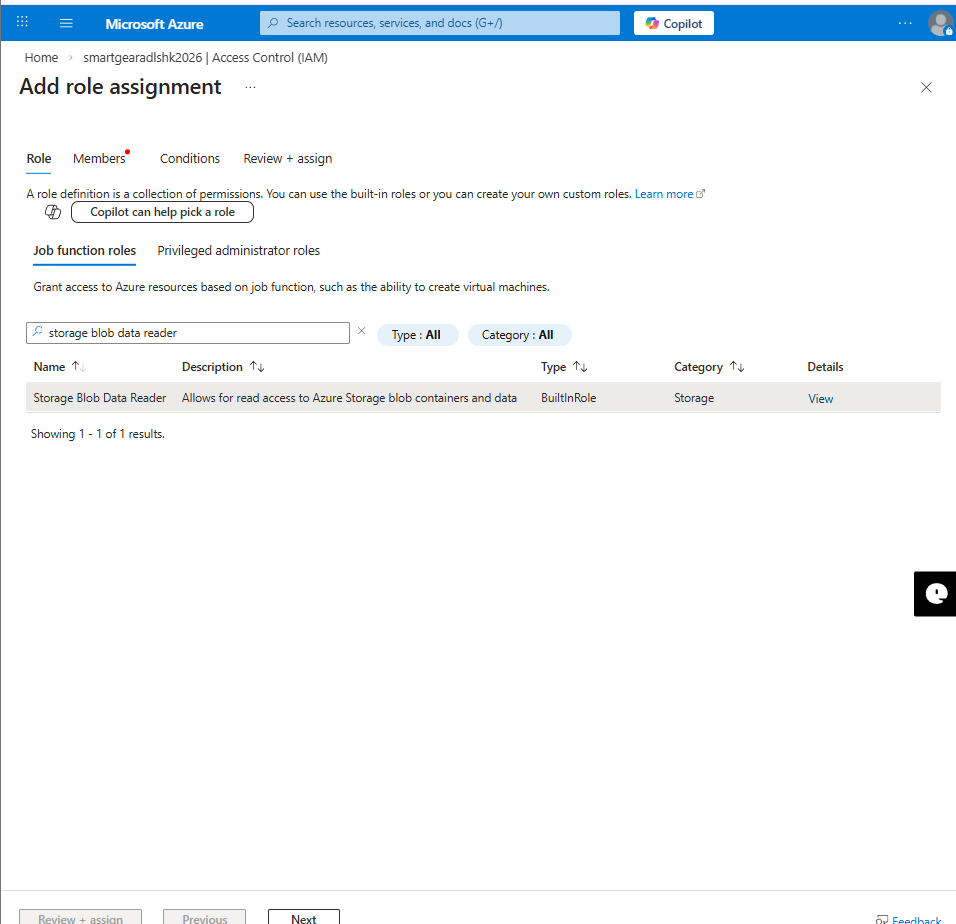 Microsoft Azure Search resources, services, and docs (G+/) Copilot ...
Home > smartgearadlshk2026 | Access Control (IAM)
Add role assignment ...
Role Members Conditions Review + assign
A role definition is a collection of permissions. You can use the built-in roles or you can create your own custom roles. Learn more
Copilot can help pick a role
Job function roles Privileged administrator roles
Grant access to Azure resources based on job function, such as the ability to create virtual machines.
storage blob data reader Type : All Category : All
Name ↑↓ Description ↑↓ Type ↑↓ Category ↑↓ Details
Storage Blob Data Reader Allows for read access to Azure Storage blob containers and data BuiltInRole Storage View
Showing 1 - 1 of 1 results.
Review + assign Previous Next Feedback